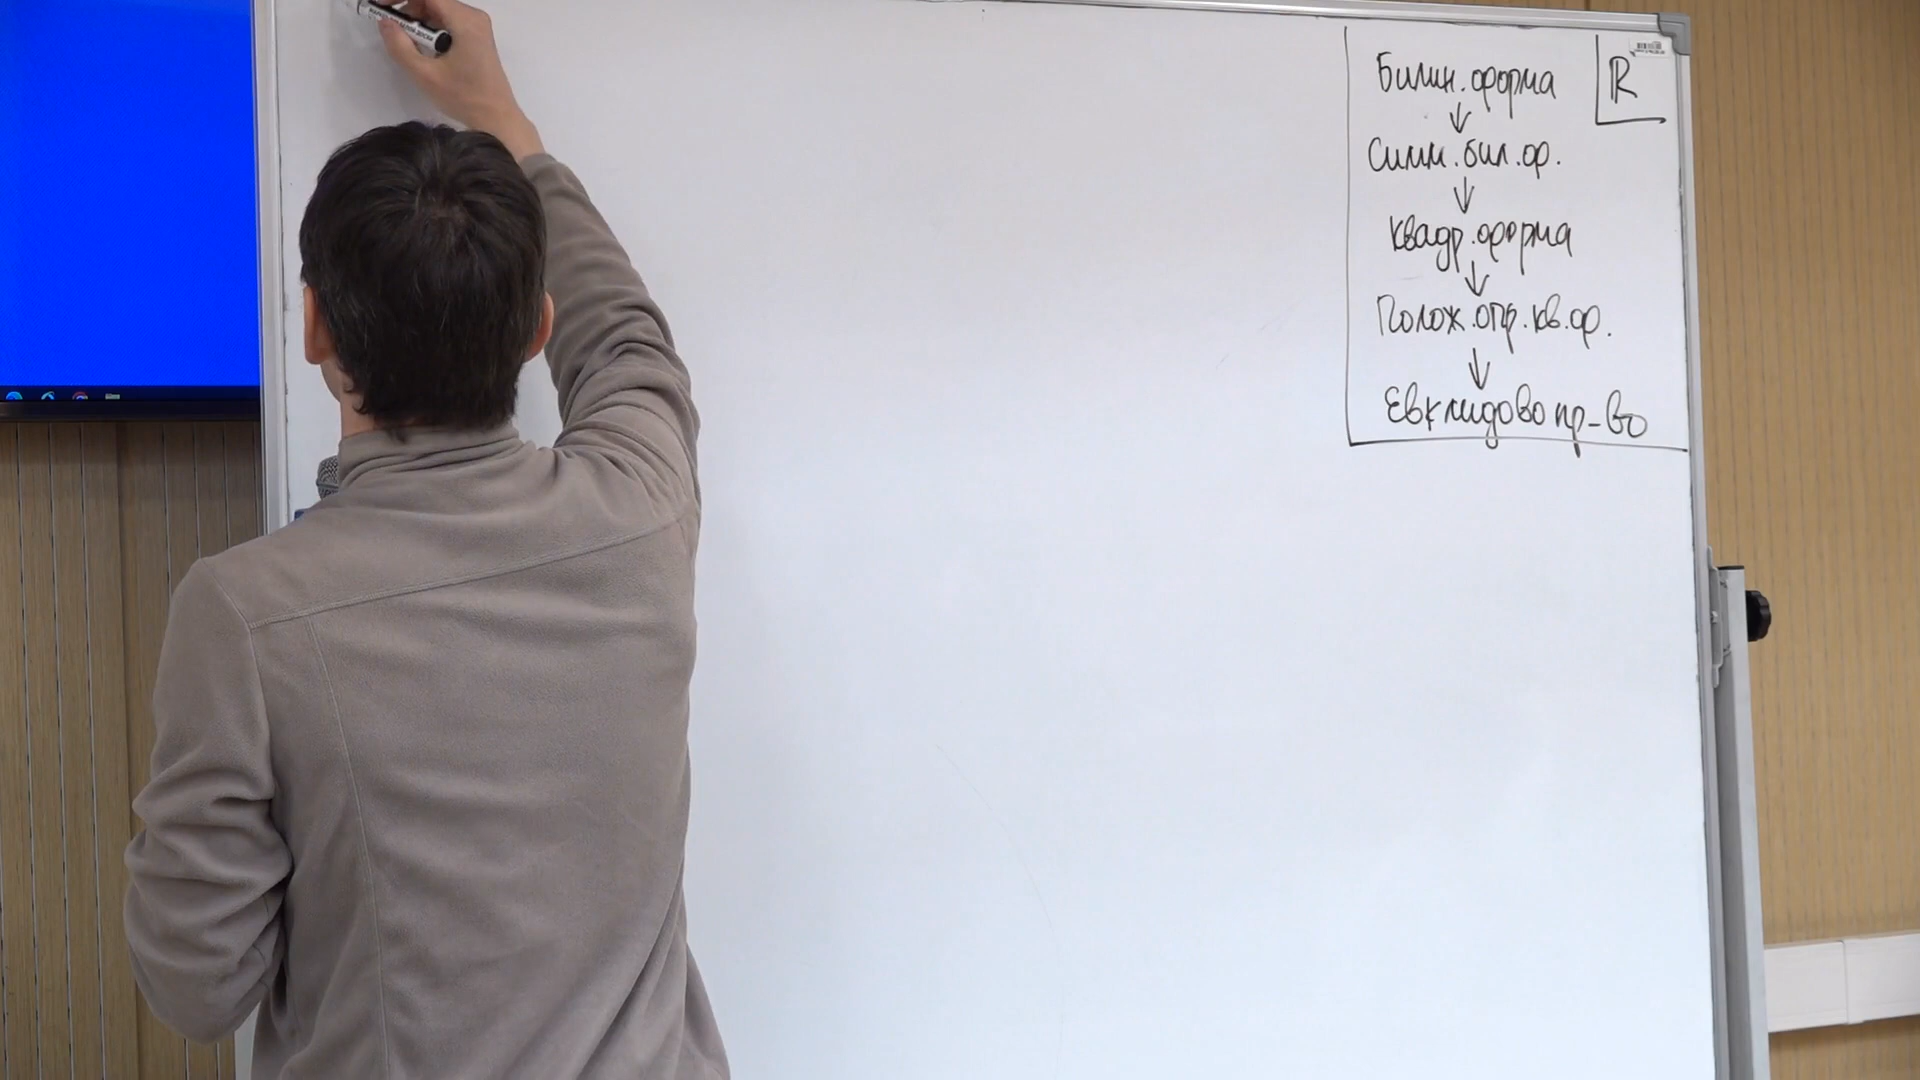 Билин.форма
ℝ
↓
Симм.бил.ф.
↓
Квадр.форма
↓
Полож.опр.кв.ф.
↓
Евклидово пр-во